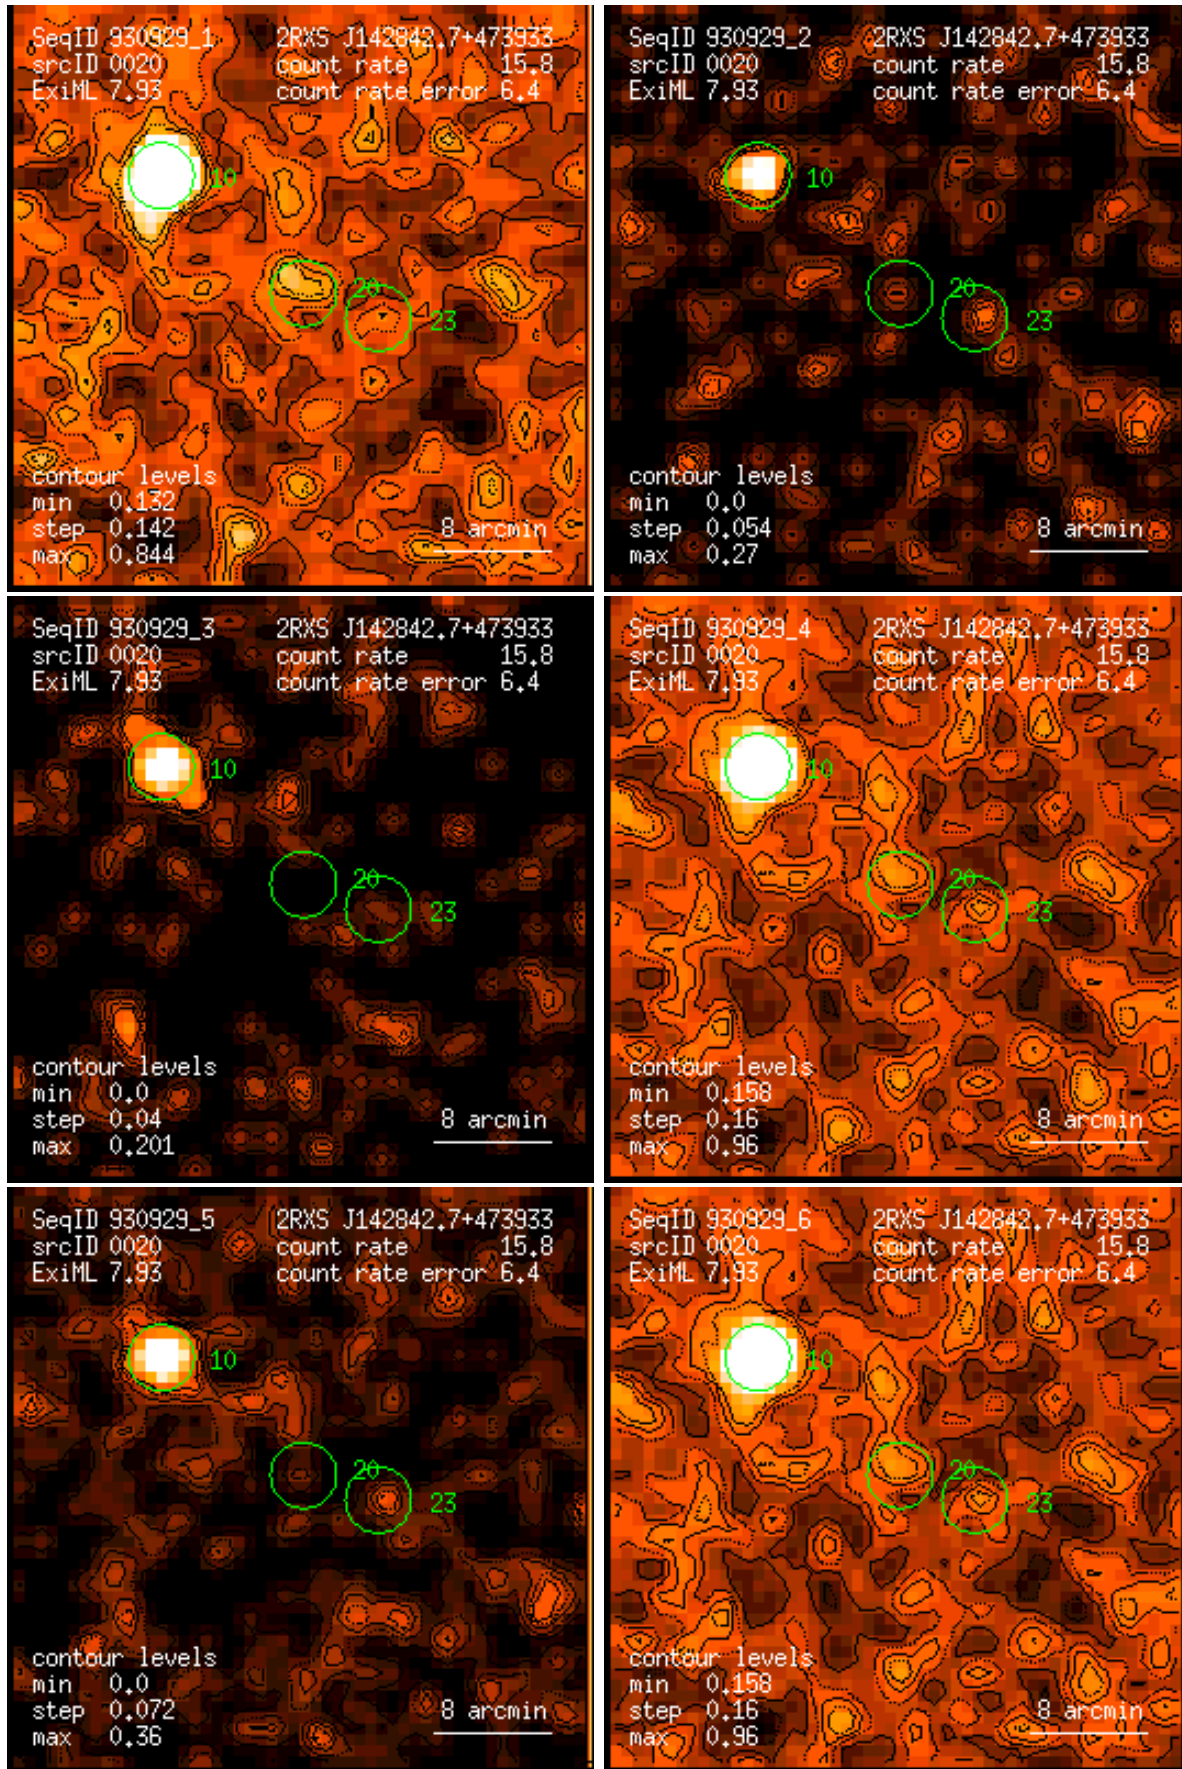 SeqID 930929_1 2RXS J142842.7+473933
srcID 0020 count rate 15.8
ExiML 7.93 count rate error 6.4
10
20
23
contour levels
min 0.132
step 0.142 8 arcmin
max 0.844
SeqID 930929_2 2RXS J142842.7+473933
srcID 0020 count rate 15.8
ExiML 7.93 count rate error 6.4
10
20
23
contour levels
min 0.0
step 0.054 8 arcmin
max 0.27
SeqID 930929_3 2RXS J142842.7+473933
srcID 0020 count rate 15.8
ExiML 7.93 count rate error 6.4
10
20
23
contour levels
min 0.0
step 0.04 8 arcmin
max 0.201
SeqID 930929_4 2RXS J142842.7+473933
srcID 0020 count rate 15.8
ExiML 7.93 count rate error 6.4
10
20
23
contour levels
min 0.158
step 0.16 8 arcmin
max 0.96
SeqID 930929_5 2RXS J142842.7+473933
srcID 0020 count rate 15.8
ExiML 7.93 count rate error 6.4
10
20
23
contour levels
min 0.0
step 0.072 8 arcmin
max 0.36
SeqID 930929_6 2RXS J142842.7+473933
srcID 0020 count rate 15.8
ExiML 7.93 count rate error 6.4
10
20
23
contour levels
min 0.158
step 0.16 8 arcmin
max 0.96